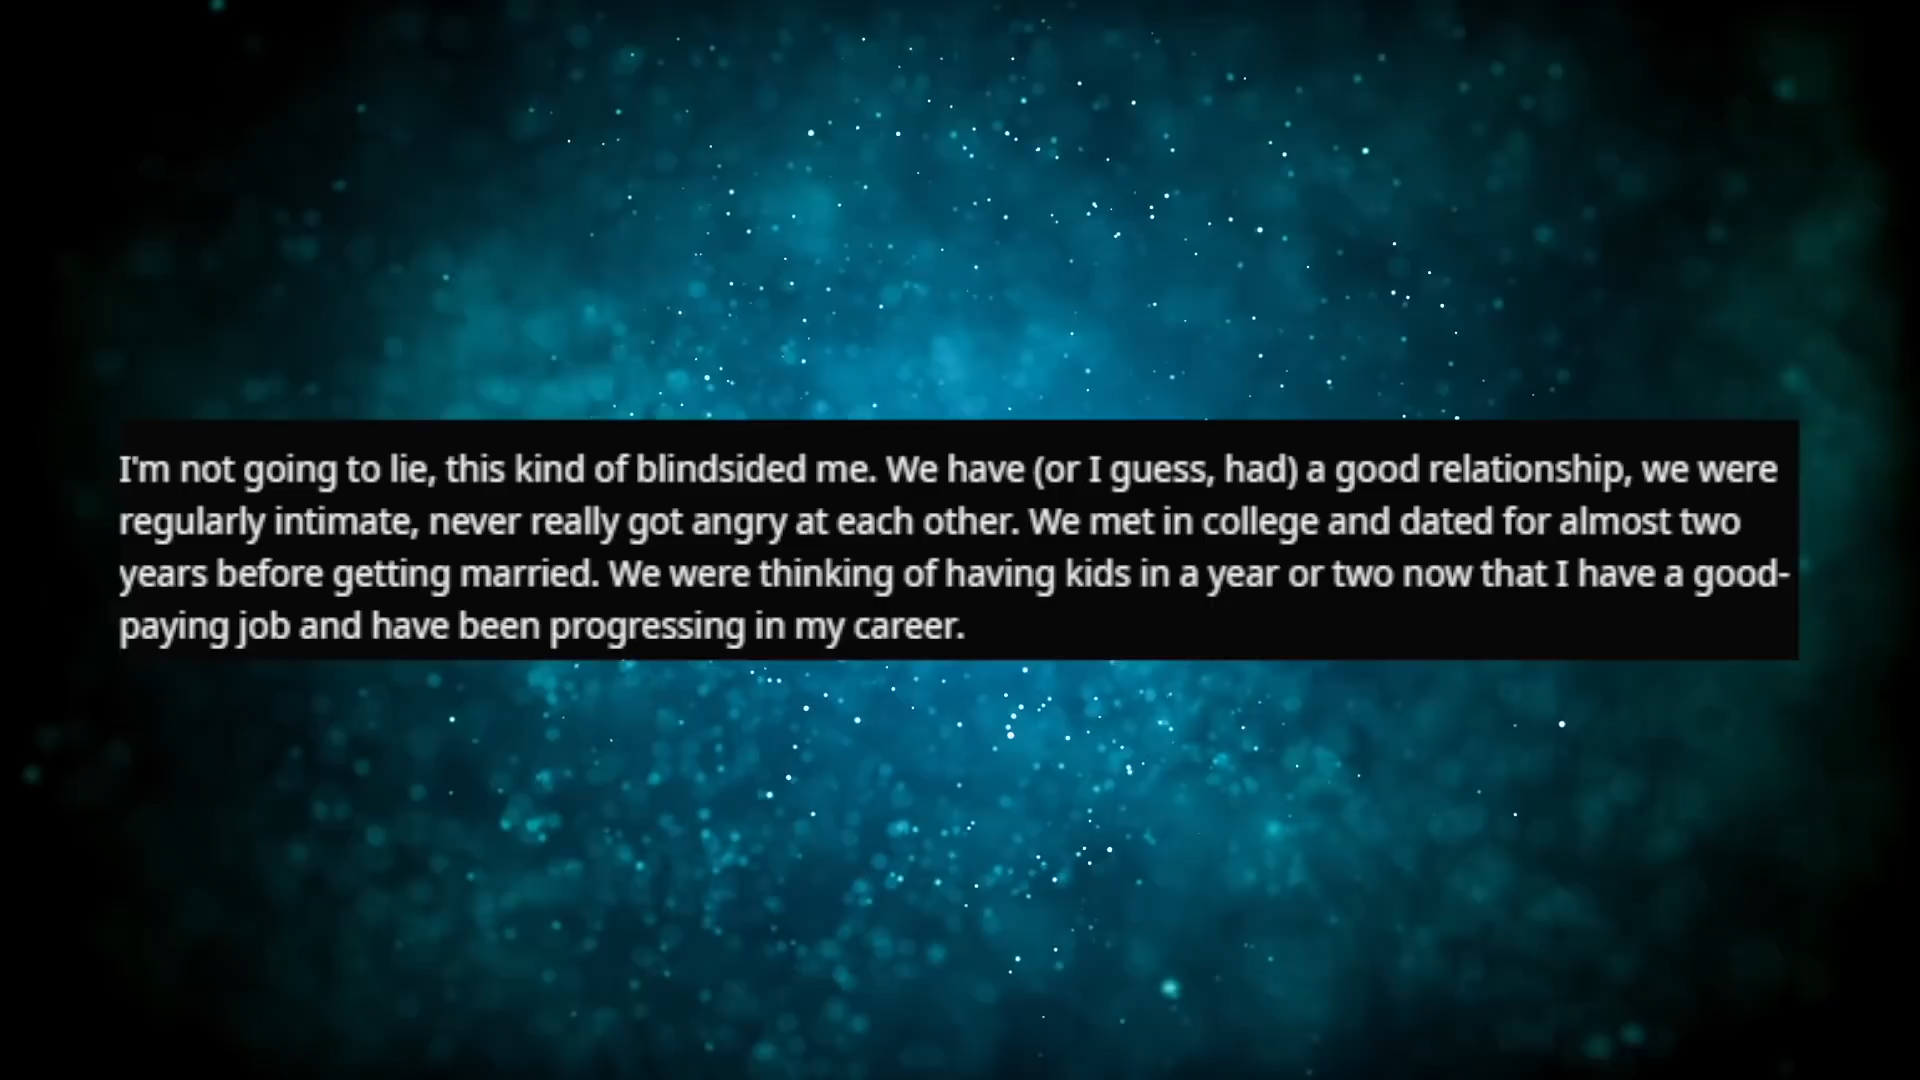 I'm not going to lie, this kind of blindsided me. We have (or I guess, had) a good relationship, we were
regularly intimate, never really got angry at each other. We met in college and dated for almost two
years before getting married. We were thinking of having kids in a year or two now that I have a good-
paying job and have been progressing in my career.